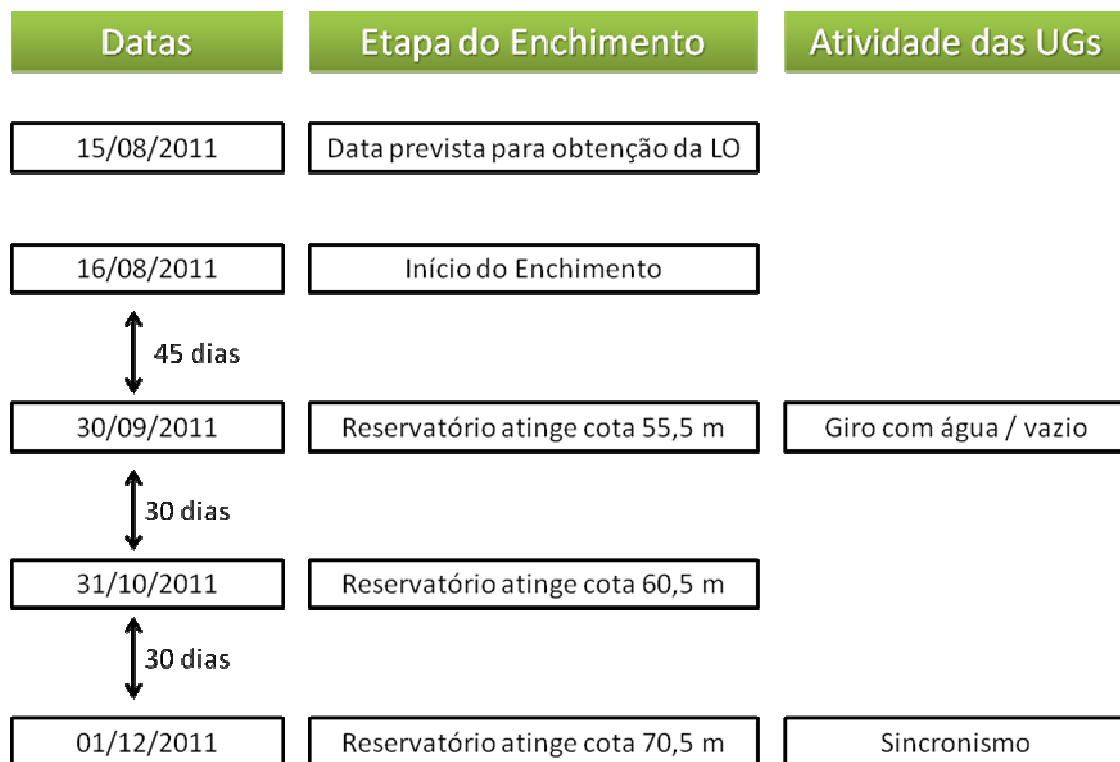 Datas Etapa do Enchimento Atividade das UGs
15/08/2011 Data prevista para obtenção da LO
16/08/2011 Início do Enchimento
45 dias
30/09/2011 Reservatório atinge cota 55,5 m Giro com água / vazio
30 dias
31/10/2011 Reservatório atinge cota 60,5 m
30 dias
01/12/2011 Reservatório atinge cota 70,5 m Sincronismo